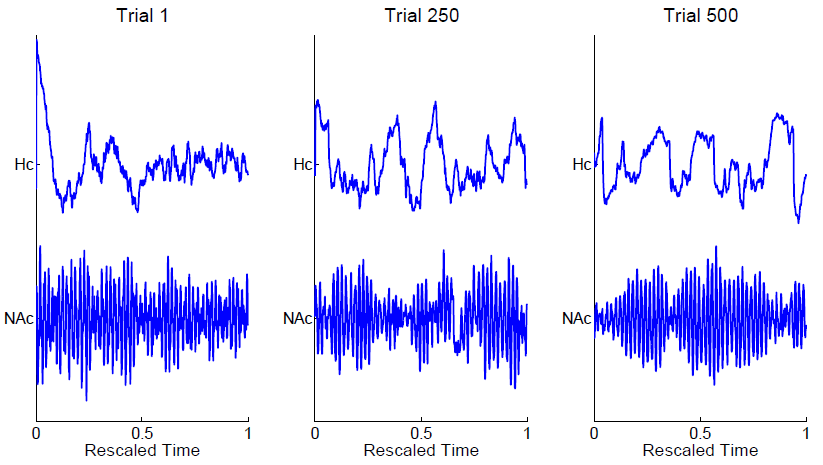 Trial 1
Trial 250
Trial 500
Hc
Hc
Hc
NAc
NAc
NAc
0 0.5 1
0 0.5 1
0 0.5 1
Rescaled Time
Rescaled Time
Rescaled Time